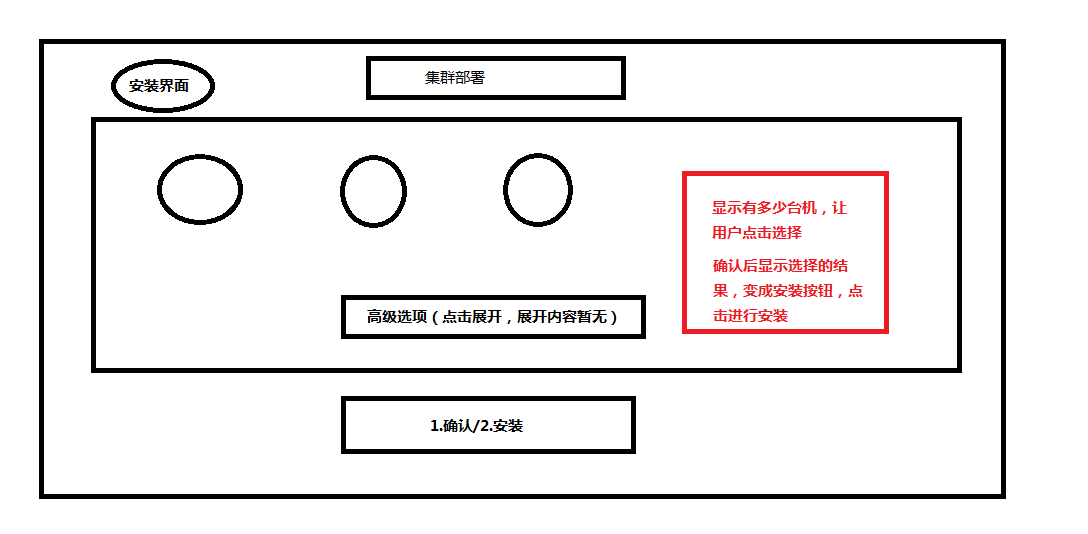 安装界面
集群部署
显示有多少台机，让
用户点击选择
确认后显示选择的结
果，变成安装按钮，点
击进行安装
高级选项（点击展开，展开内容暂无）
1.确认/2.安装